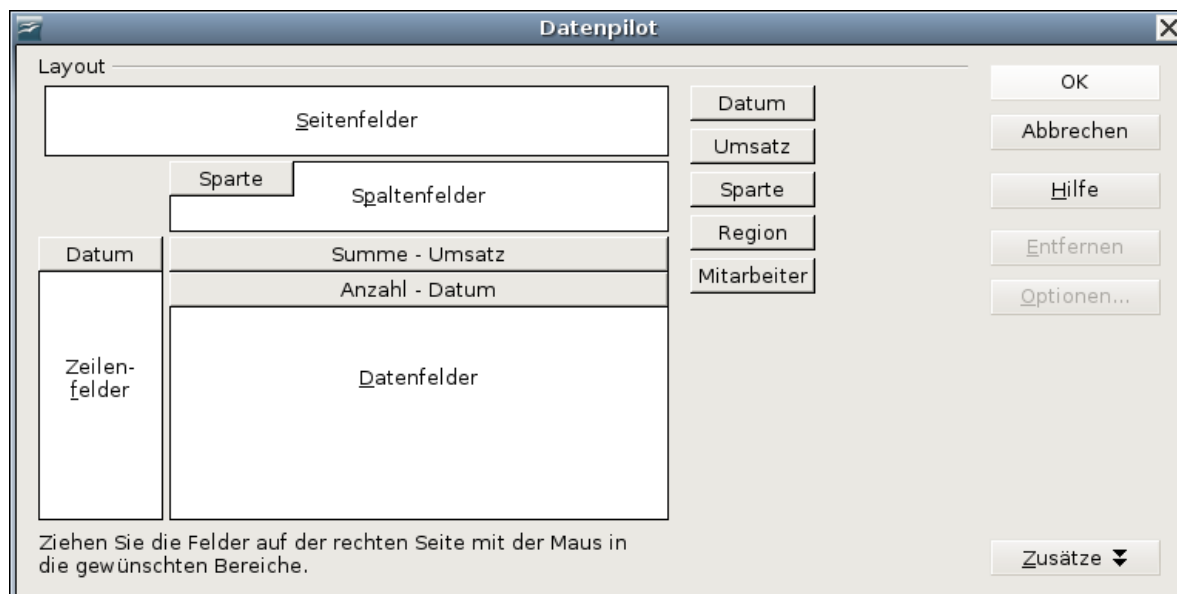 Datenpilot
Layout
Seitenfelder
Sparte
Spaltenfelder
Datum
Summe - Umsatz
Anzahl - Datum
Zeilen-
felder
Datenfelder
Datum
Umsatz
Sparte
Region
Mitarbeiter
OK
Abbrechen
Hilfe
Entfernen
Optionen...
Ziehen Sie die Felder auf der rechten Seite mit der Maus in
die gewünschten Bereiche.
Zusätze